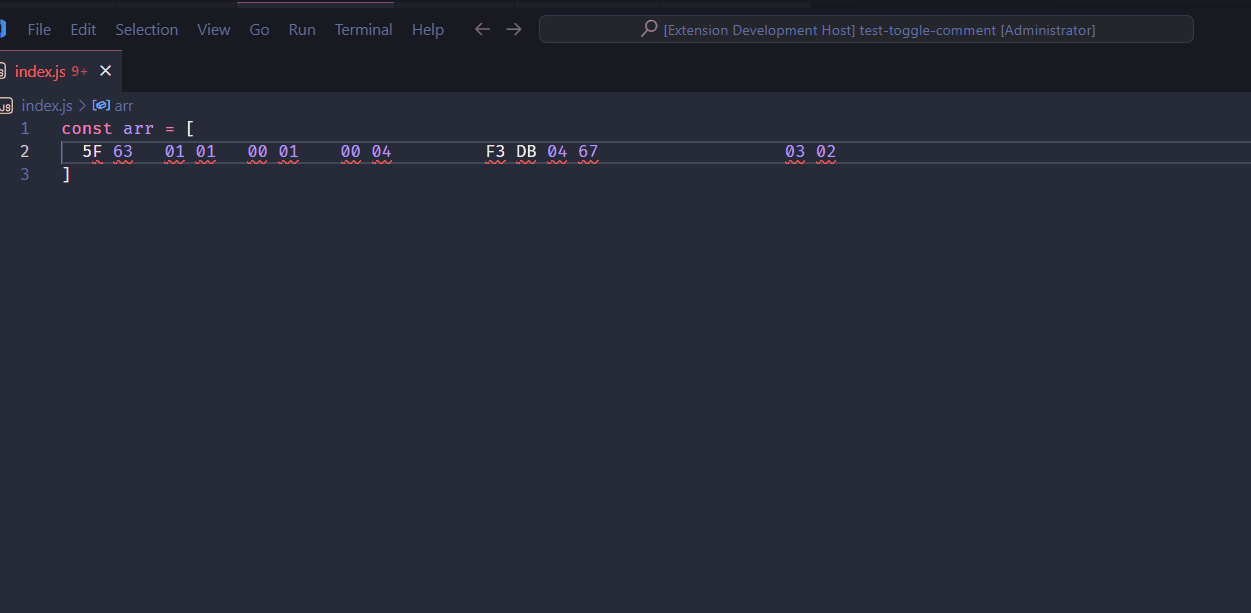 File Edit Selection View Go Run Terminal Help [Extension Development Host] test-toggle-comment [Administrator]
index.js 9+
JS index.js > arr
1 const arr = [
2 5F 63 01 01 00 01 00 04 F3 DB 04 67 03 02
3 ]